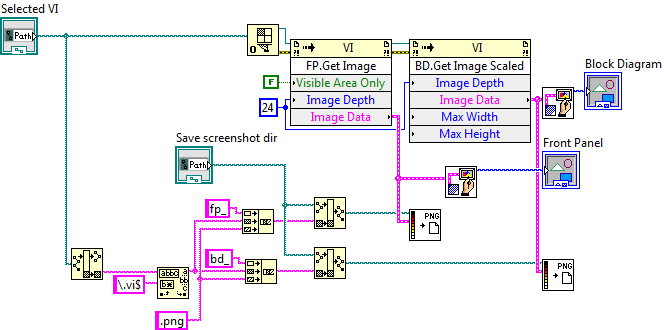 Selected VI
Path
VI
VI
FP.Get Image
BD.Get Image Scaled
Block Diagram
F
Visible Area Only
Image Depth
24
Image Depth
Image Data
Image Data
Max Width
Max Height
Save screenshot dir
Path
Front Panel
fp_
PNG
bd_
PNG
\.vi$
.png